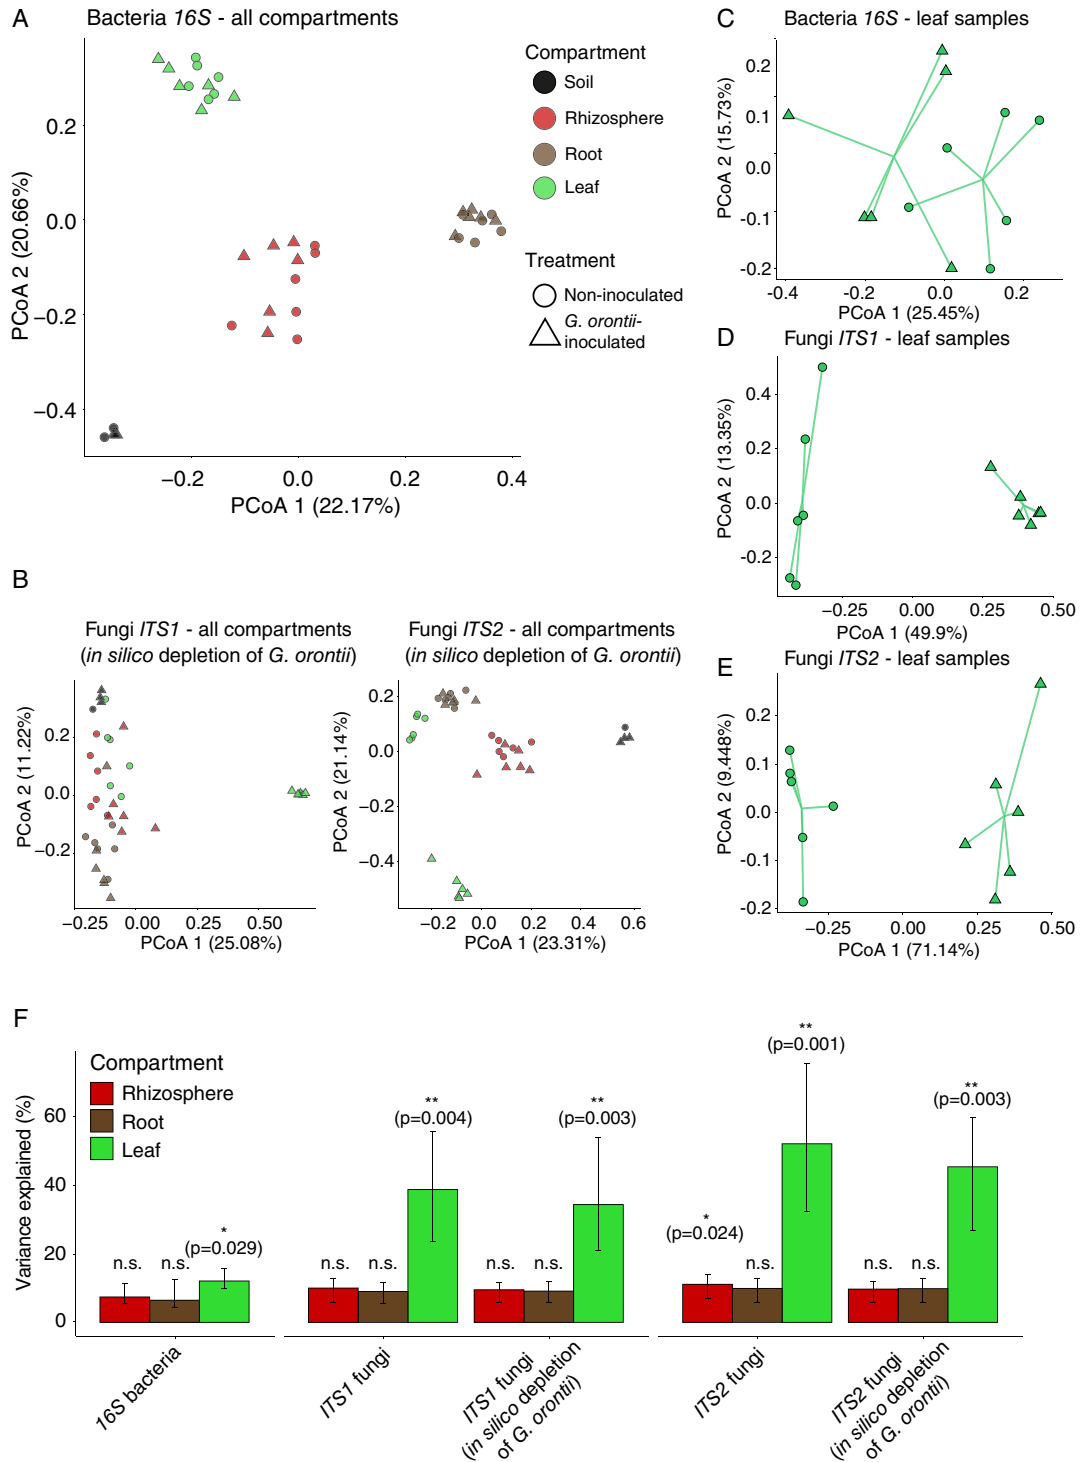 A
Bacteria 16S - all compartments
PCoA 2 (20.66%)
0.2
0.0
−0.2
−0.4
−0.2
0.0
0.2
0.4
PCoA 1 (22.17%)
Compartment
Soil
Rhizosphere
Root
Leaf
Treatment
Non-inoculated
G. orontii-
inoculated
B
Fungi ITS1 - all compartments
(in silico depletion of G. orontii)
PCoA 2 (11.22%)
0.2
0.0
−0.2
−0.25
0.00
0.25
0.50
PCoA 1 (25.08%)
Fungi ITS2 - all compartments
(in silico depletion of G. orontii)
PCoA 2 (21.14%)
0.2
0.0
−0.2
−0.4
−0.2
0.0
0.2
0.4
0.6
PCoA 1 (23.31%)
C
Bacteria 16S - leaf samples
PCoA 2 (15.73%)
0.2
0.1
0.0
-0.1
-0.2
-0.4
-0.2
0.0
0.2
PCoA 1 (25.45%)
D
Fungi ITS1 - leaf samples
PCoA 2 (13.35%)
0.4
0.2
0.0
-0.2
−0.25
0.00
0.25
0.50
PCoA 1 (49.9%)
E
Fungi ITS2 - leaf samples
PCoA 2 (9.448%)
0.2
0.1
0.0
-0.1
-0.2
−0.25
0.00
0.25
0.50
PCoA 1 (71.14%)
F
Variance explained (%)
60
40
20
0
Compartment
Rhizosphere
Root
Leaf
n.s.
n.s.
*
(p=0.029)
n.s.
n.s.
**
(p=0.004)
n.s.
n.s.
**
(p=0.003)
*
(p=0.024)
n.s.
**
(p=0.001)
n.s.
n.s.
**
(p=0.003)
16S bacteria
ITS1 fungi
ITS1 fungi
(in silico depletion
of G. orontii)
ITS2 fungi
ITS2 fungi
(in silico depletion
of G. orontii)